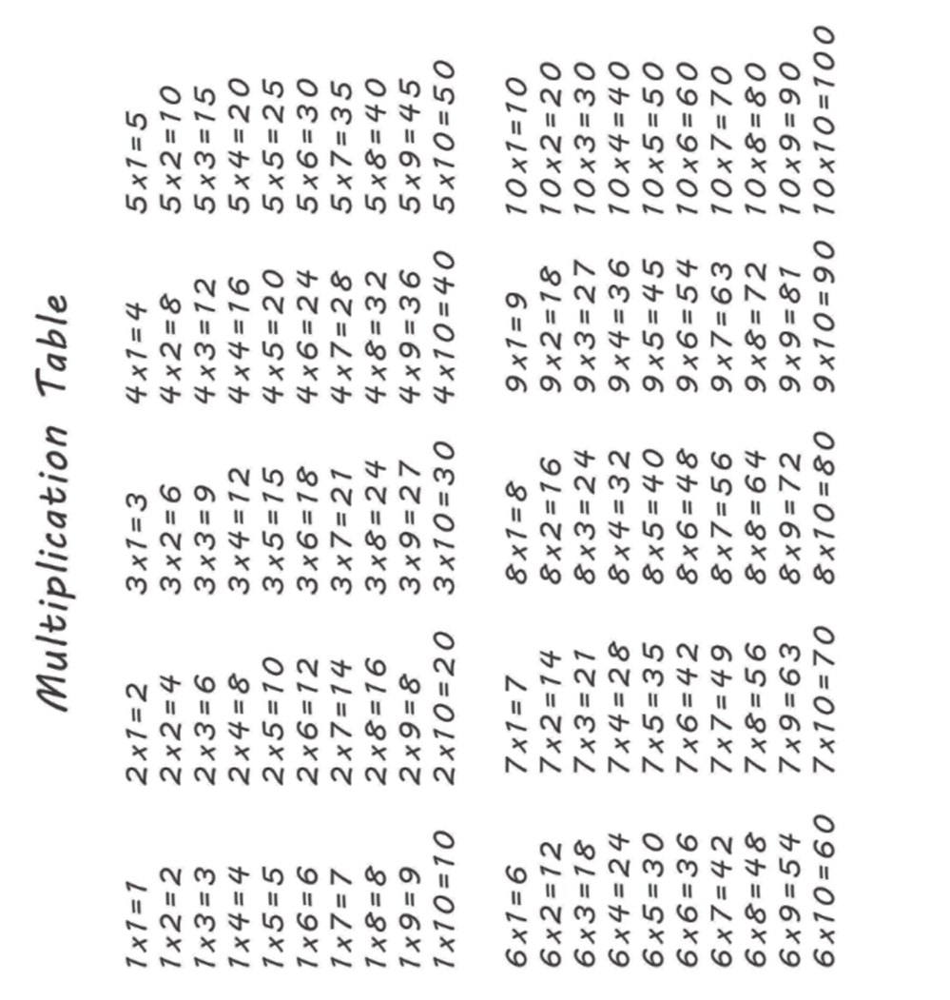 Multiplication Table
1x1=1
1x2=2
1x3=3
1x4=4
1x5=5
1x6=6
1x7=7
1x8=8
1x9=9
1x10=10
2x1=2
2x2=4
2x3=6
2x4=8
2x5=10
2x6=12
2x7=14
2x8=16
2x9=8
2x10=20
3x1=3
3x2=6
3x3=9
3x4=12
3x5=15
3x6=18
3x7=21
3x8=24
3x9=27
3x10=30
4x1=4
4x2=8
4x3=12
4x4=16
4x5=20
4x6=24
4x7=28
4x8=32
4x9=36
4x10=40
5x1=5
5x2=10
5x3=15
5x4=20
5x5=25
5x6=30
5x7=35
5x8=40
5x9=45
5x10=50
6x1=6
6x2=12
6x3=18
6x4=24
6x5=30
6x6=36
6x7=42
6x8=48
6x9=54
6x10=60
7x1=7
7x2=14
7x3=21
7x4=28
7x5=35
7x6=42
7x7=49
7x8=56
7x9=63
7x10=70
8x1=8
8x2=16
8x3=24
8x4=32
8x5=40
8x6=48
8x7=56
8x8=64
8x9=72
8x10=80
9x1=9
9x2=18
9x3=27
9x4=36
9x5=45
9x6=54
9x7=63
9x8=72
9x9=81
9x10=90
10x1=10
10x2=20
10x3=30
10x4=40
10x5=50
10x6=60
10x7=70
10x8=80
10x9=90
10x10=100